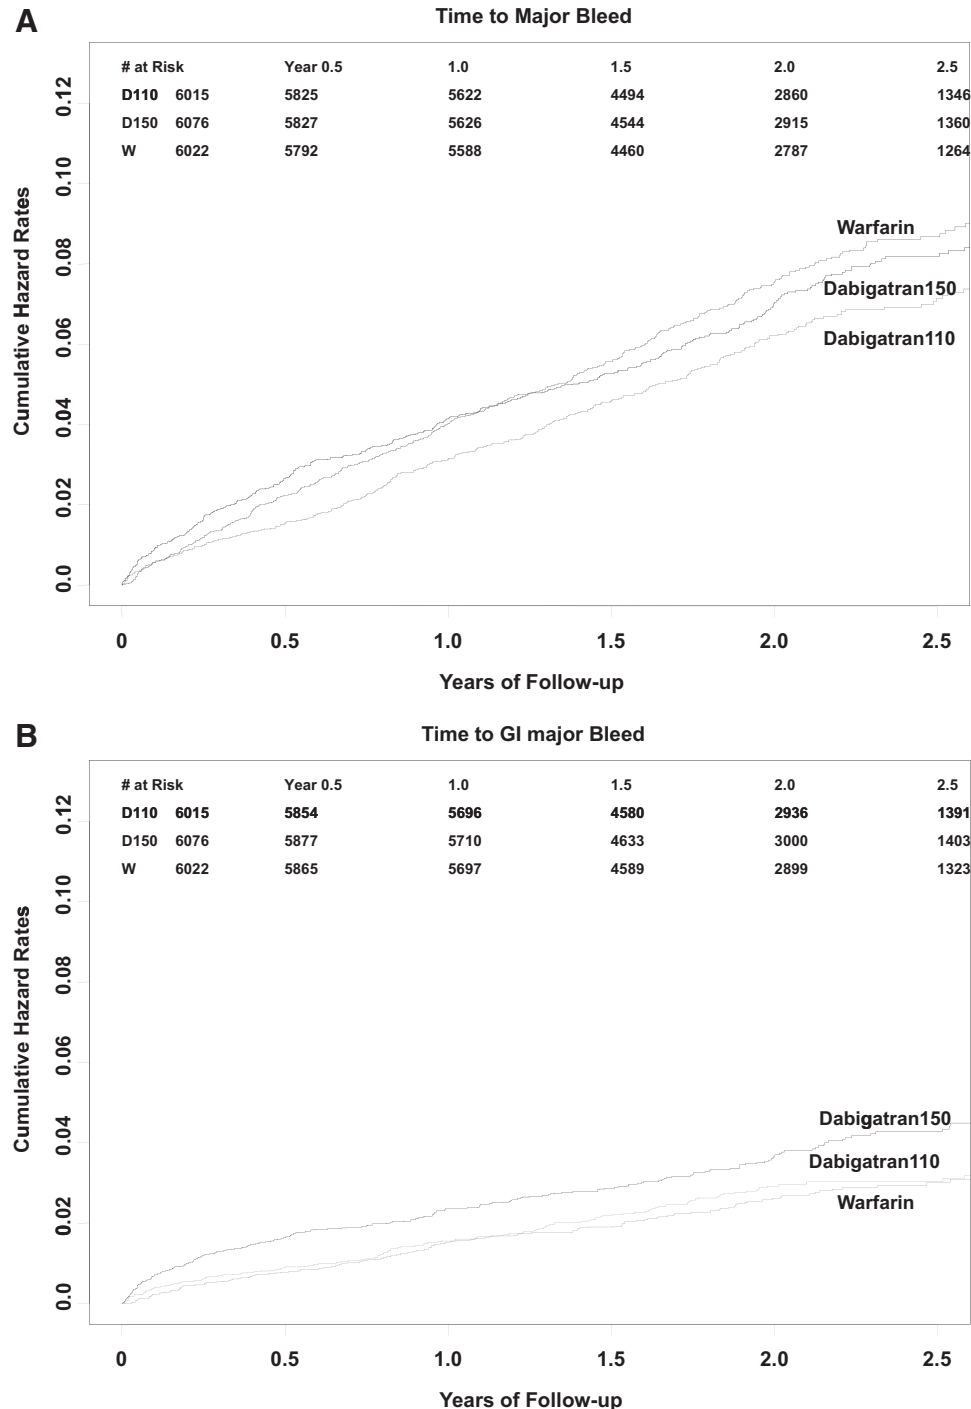 A
Time to Major Bleed
# at Risk Year 0.5 1.0 1.5 2.0 2.5
D110 6015 5825 5622 4494 2860 1346
D150 6076 5827 5626 4544 2915 1360
W 6022 5792 5588 4460 2787 1264
0.12
0.10
0.08
0.06
0.04
0.02
0.0
Cumulative Hazard Rates
Warfarin
Dabigatran150
Dabigatran110
0 0.5 1.0 1.5 2.0 2.5
Years of Follow-up
B
Time to GI major Bleed
# at Risk Year 0.5 1.0 1.5 2.0 2.5
D110 6015 5854 5696 4580 2936 1391
D150 6076 5877 5710 4633 3000 1403
W 6022 5865 5697 4589 2899 1323
0.12
0.10
0.08
0.06
0.04
0.02
0.0
Cumulative Hazard Rates
Dabigatran150
Dabigatran110
Warfarin
0 0.5 1.0 1.5 2.0 2.5
Years of Follow-up